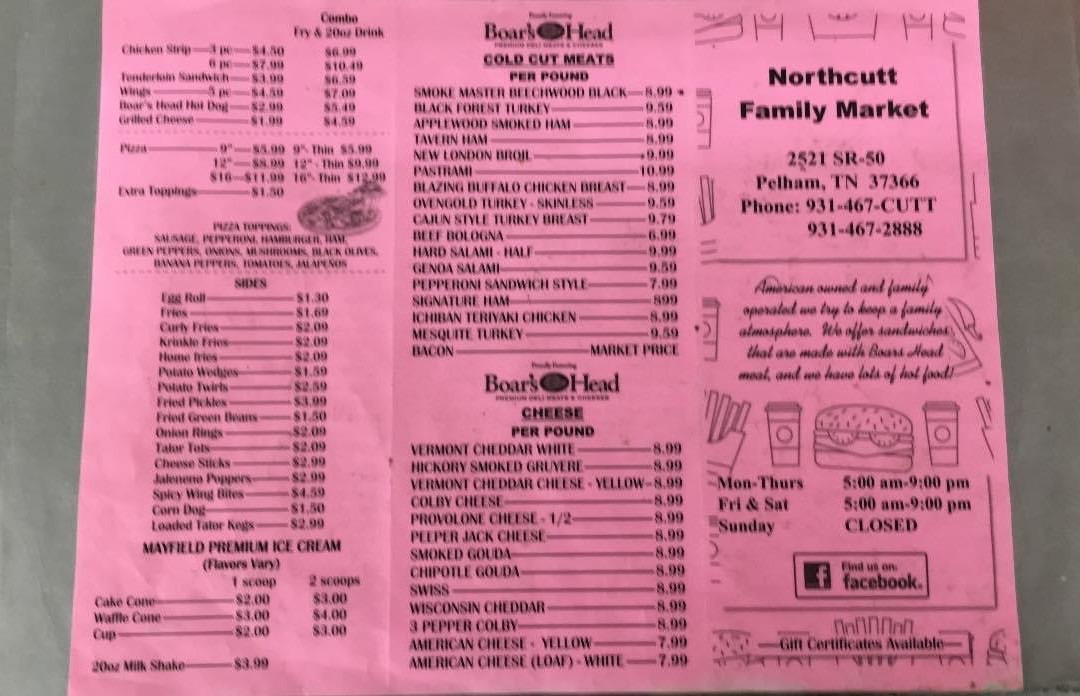 Combo
Fry & 20oz Drink
Chicken Strip 3 pc $4.50 $6.99
6 pc $7.99 $10.49
Tenderloin Sandwich $3.99 $6.59
Wings 5 pc $4.59 $7.09
Boar's Head Hot Dog $2.99 $5.49
Grilled Cheese $1.99 $4.59
Pizza 9" $5.99 9"- Thin $5.99
12" $8.99 12" - Thin $9.99
$16 $11.99 16"- Thin $12.99
Extra Toppings $1.50
PIZZA TOPPINGS:
SAUSAGE, PEPPERONI, HAMBURGER, HAM,
GREEN PEPPERS, ONIONS, MUSHROOMS, BLACK OLIVES,
BANANA PEPPERS, TOMATOES, JALAPEÑOS
SIDES
Egg Roll $1.30
Fries $1.69
Curly Fries $2.09
Krinkle Fries $2.09
Home fries $2.09
Potato Wedges $1.59
Potato Twirls $2.59
Fried Pickles $3.99
Fried Green Beans $1.50
Onion Rings $2.09
Tator Tots $2.09
Cheese Sticks $2.99
Jaleneno Poppers $2.99
Spicy Wing Bites $4.59
Corn Dog $1.50
Loaded Tator Kegs $2.99
MAYFIELD PREMIUM ICE CREAM
(Flavors Vary)
1 scoop 2 scoops
Cake Cone $2.00 $3.00
Waffle Cone $3.00 $4.00
Cup $2.00 $3.00
20oz Milk Shake $3.99
Proudly Featuring
Boar's Head
PREMIUM DELI MEATS & CHEESES
COLD CUT MEATS
PER POUND
SMOKE MASTER BEECHWOOD BLACK 8.99
BLACK FOREST TURKEY 9.59
APPLEWOOD SMOKED HAM 8.99
TAVERN HAM 8.99
NEW LONDON BROIL 9.99
PASTRAMI 10.99
BLAZING BUFFALO CHICKEN BREAST 8.99
OVENGOLD TURKEY - SKINLESS 9.59
CAJUN STYLE TURKEY BREAST 9.79
BEEF BOLOGNA 6.99
HARD SALAMI - HALF 9.99
GENOA SALAMI 9.59
PEPPERONI SANDWICH STYLE 7.99
SIGNATURE HAM 899
ICHIBAN TERIYAKI CHICKEN 8.99
MESQUITE TURKEY 9.59
BACON MARKET PRICE
Proudly Featuring
Boar's Head
PREMIUM DELI MEATS & CHEESES
CHEESE
PER POUND
VERMONT CHEDDAR WHITE 8.99
HICKORY SMOKED GRUYERE 8.99
VERMONT CHEDDAR CHEESE - YELLOW 8.99
COLBY CHEESE 8.99
PROVOLONE CHEESE - 1/2 8.99
PEEPER JACK CHEESE 8.99
SMOKED GOUDA 8.99
CHIPOTLE GOUDA 8.99
SWISS 8.99
WISCONSIN CHEDDAR 8.99
3 PEPPER COLBY 8.99
AMERICAN CHEESE - YELLOW 7.99
AMERICAN CHEESE (LOAF) - WHITE 7.99
Northcutt
Family Market
2521 SR-50
Pelham, TN 37366
Phone: 931-467-CUTT
931-467-2888
American owned and family
operated we try to keep a family
atmosphere. We offer sandwiches
that are made with Boars Head
meat, and we have lots of hot food!
Mon-Thurs 5:00 am-9:00 pm
Fri & Sat 5:00 am-9:00 pm
Sunday CLOSED
f Find us on:
facebook.
Gift Certificates Available